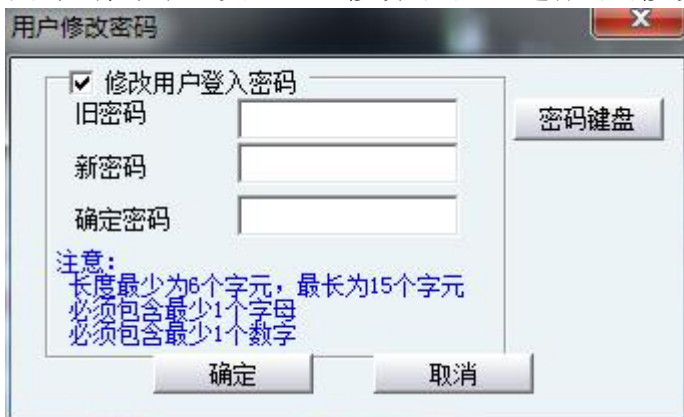 用户修改密码
修改用户登入密码
旧密码
密码键盘
新密码
确定密码
注意：
长度最少为6个字元，最长为15个字元
必须包含最少1个字母
必须包含最少1个数字
确定
取消